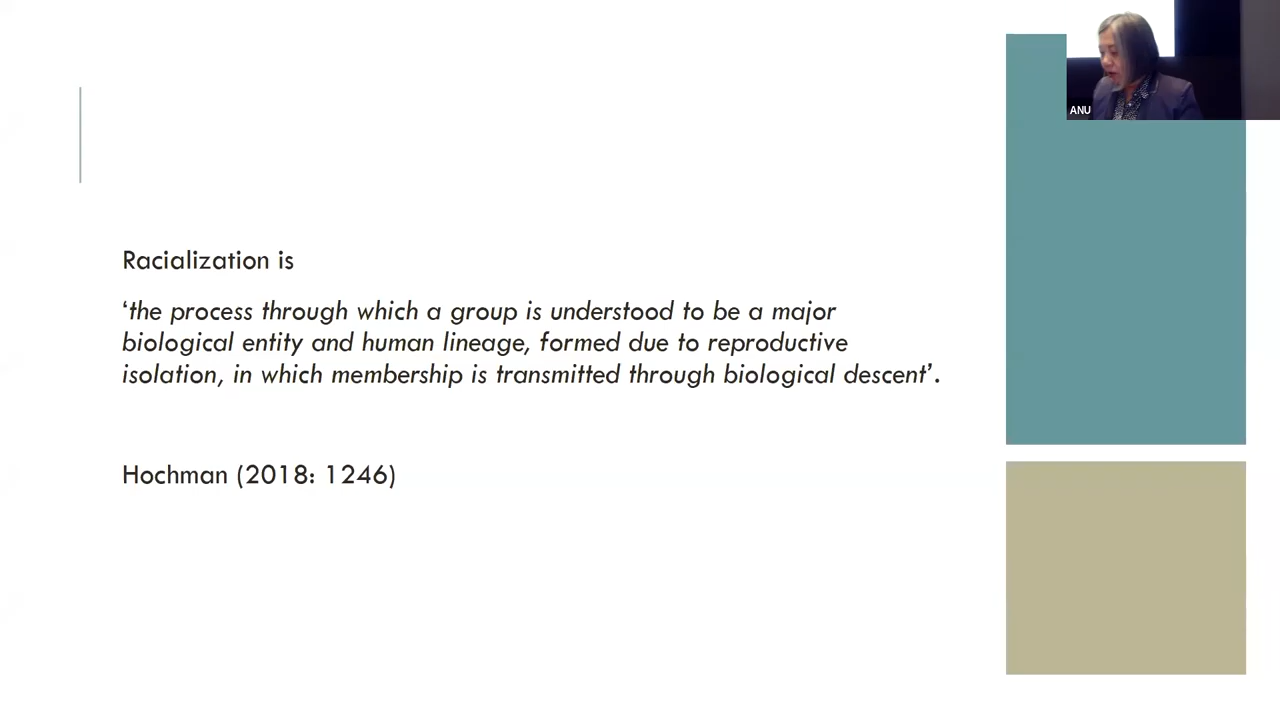 ANU
Racialization is
‘the process through which a group is understood to be a major
biological entity and human lineage, formed due to reproductive
isolation, in which membership is transmitted through biological descent’.
Hochman (2018: 1246)